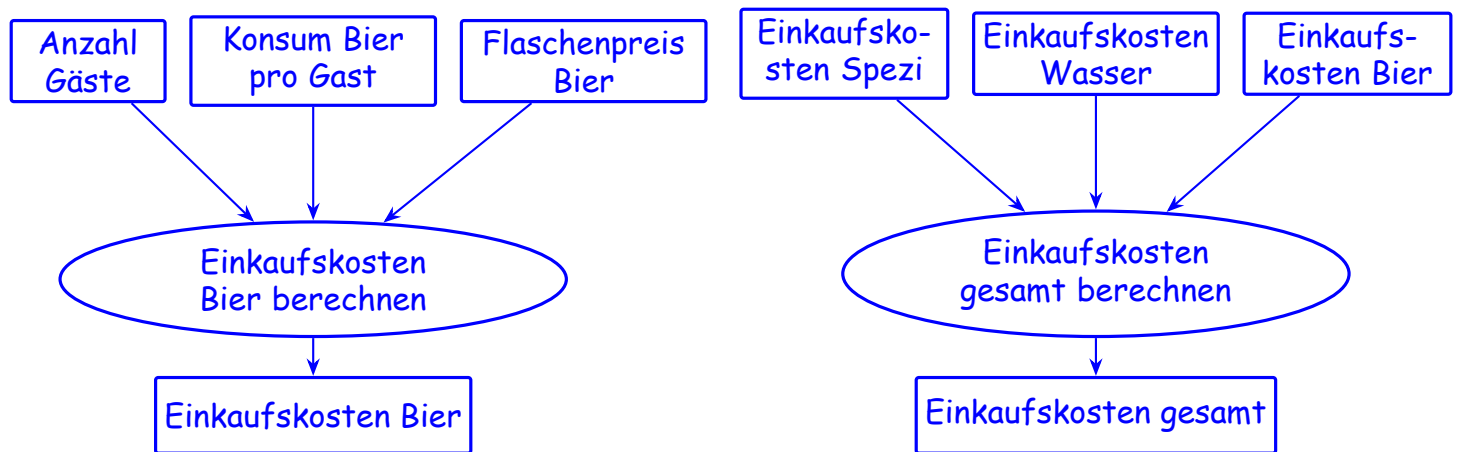 Anzahl
Gäste
Konsum Bier
pro Gast
Flaschenpreis
Bier
Einkaufsko-
sten Spezi
Einkaufskosten
Wasser
Einkaufs-
kosten Bier
Einkaufskosten
Bier berechnen
Einkaufskosten
gesamt berechnen
Einkaufskosten Bier
Einkaufskosten gesamt